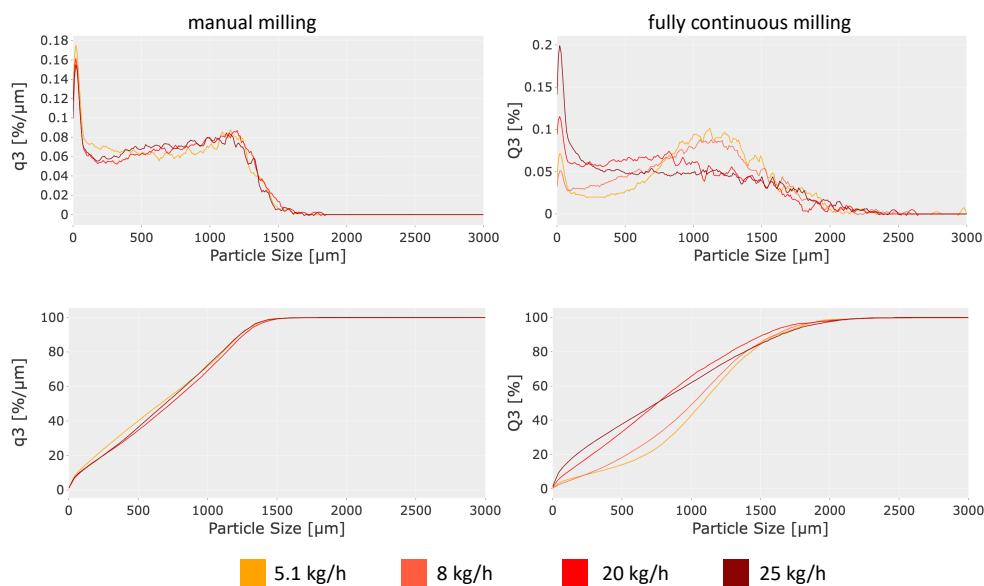 manual milling
fully continuous milling
q3 [%/µm]
0.18
0.16
0.14
0.12
0.1
0.08
0.06
0.04
0.02
0
0 500 1000 1500 2000 2500 3000
Particle Size [µm]
Q3 [%]
0.2
0.15
0.1
0.05
0
0 500 1000 1500 2000 2500 3000
Particle Size [µm]
q3 [%/µm]
100
80
60
40
20
0
0 500 1000 1500 2000 2500 3000
Particle Size [µm]
Q3 [%]
100
80
60
40
20
0
0 500 1000 1500 2000 2500 3000
Particle Size [µm]
5.1 kg/h 8 kg/h 20 kg/h 25 kg/h